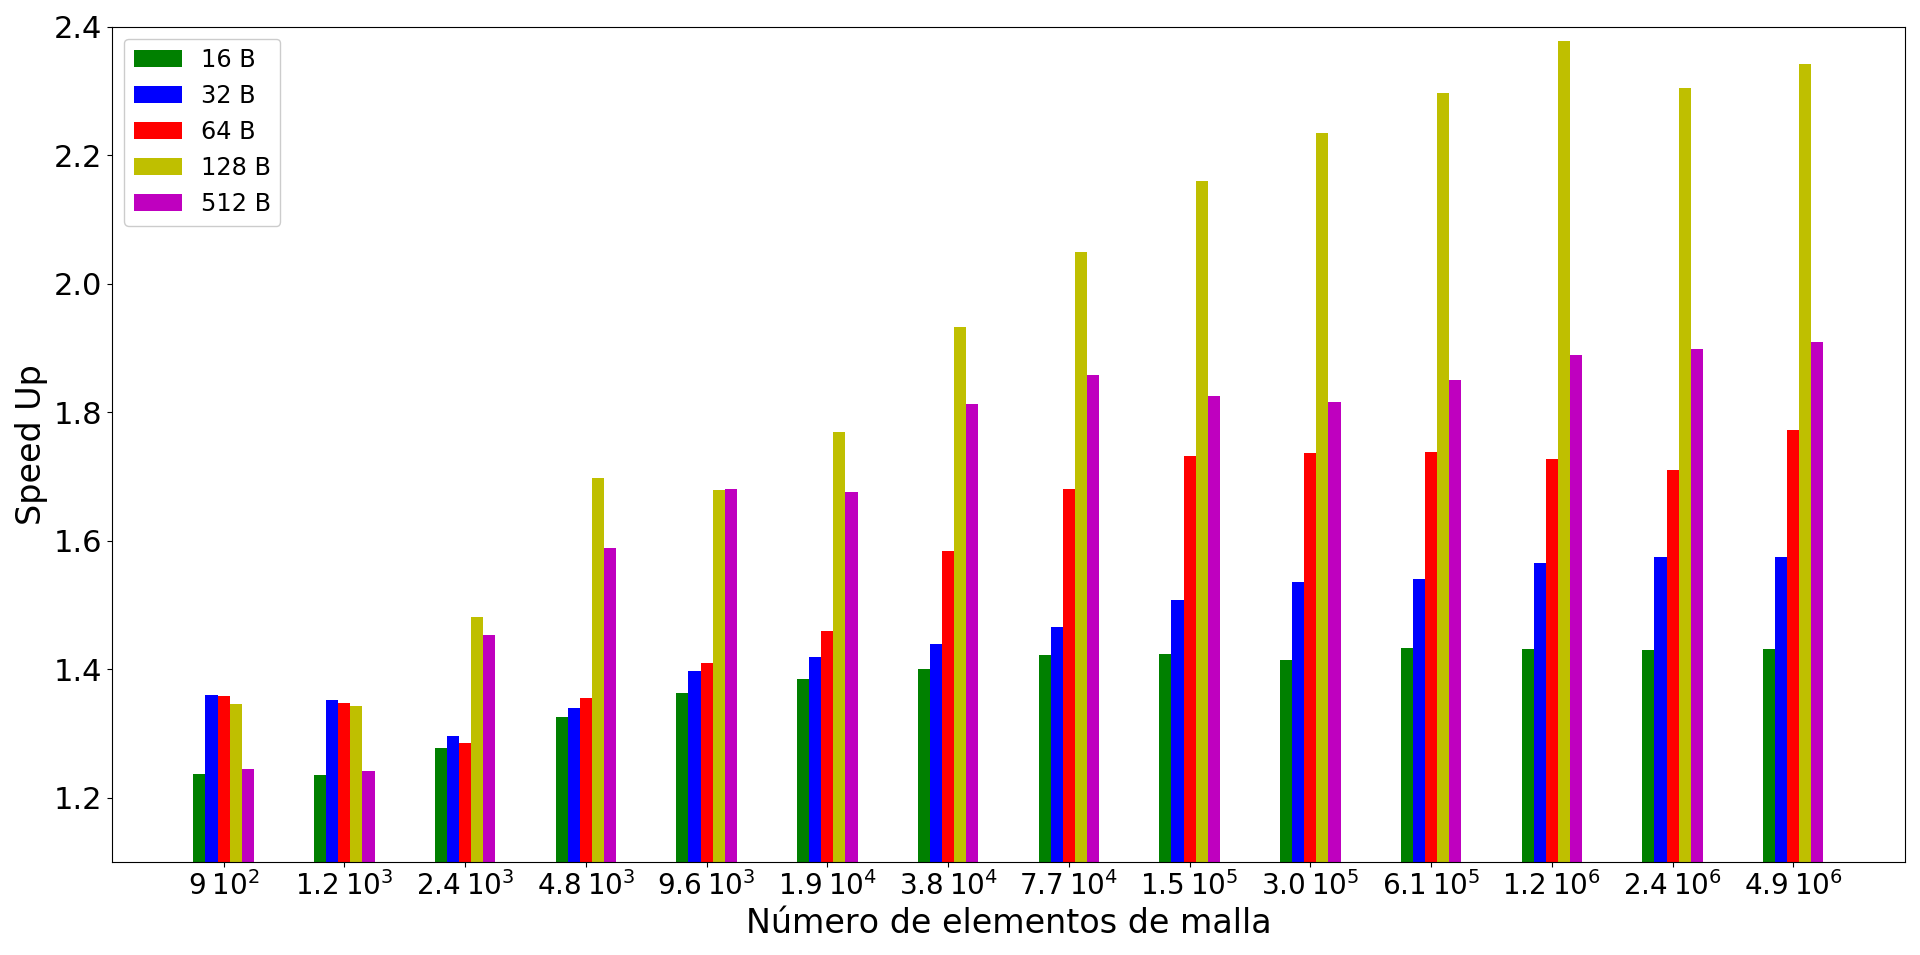 2.4
2.2
2.0
1.8
1.6
1.4
1.2
Speed Up
16 B
32 B
64 B
128 B
512 B
9 10² 1.2 10³ 2.4 10³ 4.8 10³ 9.6 10³ 1.9 10⁴ 3.8 10⁴ 7.7 10⁴ 1.5 10⁵ 3.0 10⁵ 6.1 10⁵ 1.2 10⁶ 2.4 10⁶ 4.9 10⁶
Número de elementos de malla